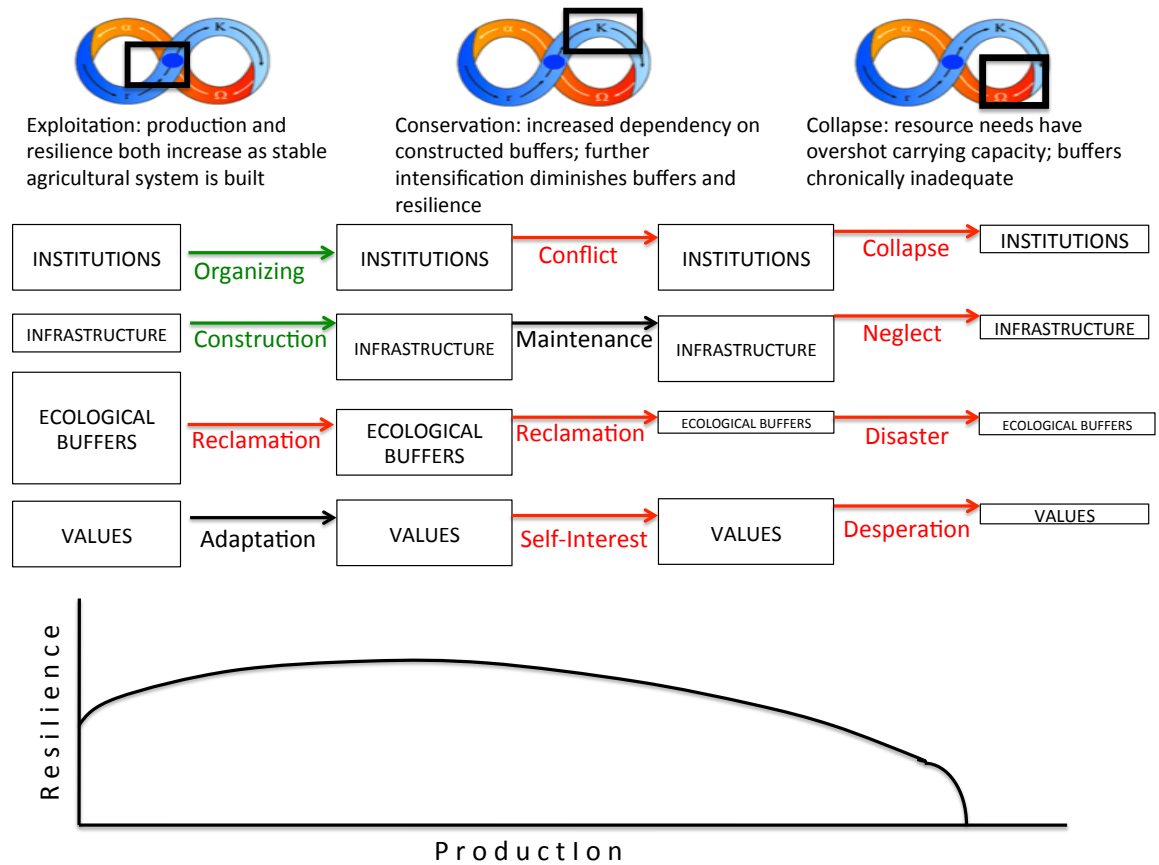 α K
r Ω
α K
r Ω
α K
r Ω
Exploitation: production and
resilience both increase as stable
agricultural system is built
Conservation: increased dependency on
constructed buffers; further
intensification diminishes buffers and
resilience
Collapse: resource needs have
overshot carrying capacity; buffers
chronically inadequate
INSTITUTIONS Organizing INSTITUTIONS Conflict INSTITUTIONS Collapse INSTITUTIONS
INFRASTRUCTURE Construction INFRASTRUCTURE Maintenance INFRASTRUCTURE Neglect INFRASTRUCTURE
ECOLOGICAL
BUFFERS
Reclamation
ECOLOGICAL
BUFFERS
Reclamation
ECOLOGICAL BUFFERS
Disaster
ECOLOGICAL BUFFERS
VALUES Adaptation VALUES Self-Interest VALUES Desperation VALUES
Resilience
ProductIon